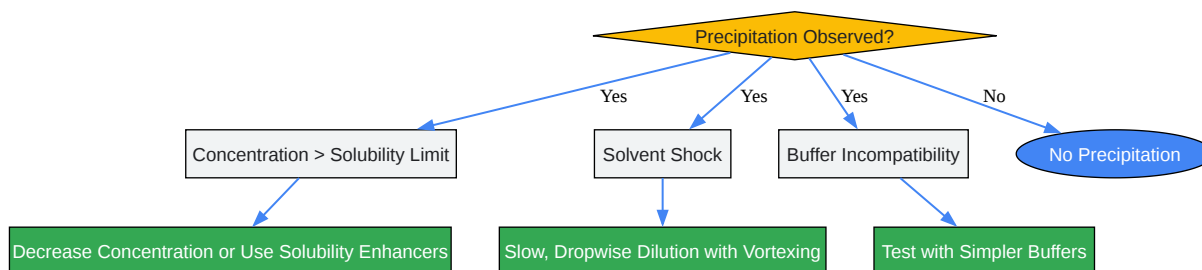 Precipitation Observed?
Yes
Yes
Yes
No
Concentration > Solubility Limit
Solvent Shock
Buffer Incompatibility
No Precipitation
Decrease Concentration or Use Solubility Enhancers
Slow, Dropwise Dilution with Vortexing
Test with Simpler Buffers